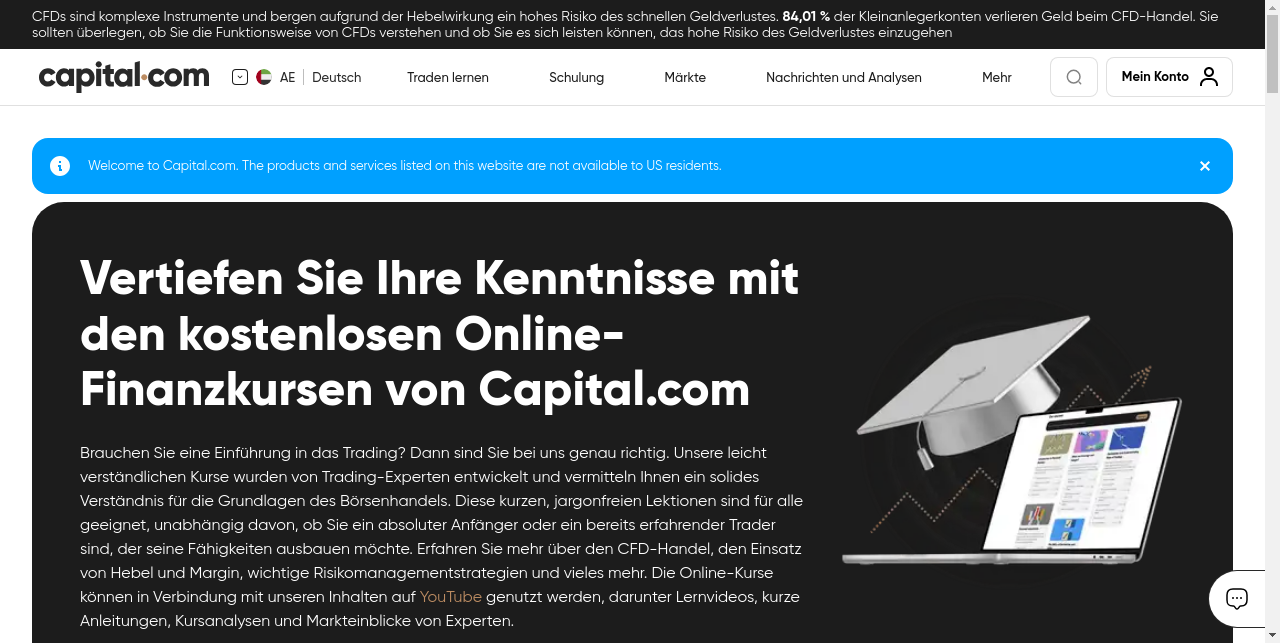 CFDs sind komplexe Instrumente und bergen aufgrund der Hebelwirkung ein hohes Risiko des schnellen Geldverlustes. 84,01 % der Kleinanlegerkonten verlieren Geld beim CFD-Handel. Sie
sollten überlegen, ob Sie die Funktionsweise von CFDs verstehen und ob Sie es sich leisten können, das hohe Risiko des Geldverlustes einzugehen
capital.com AE Deutsch Traden lernen Schulung Märkte Nachrichten und Analysen Mehr Mein Konto
Welcome to Capital.com. The products and services listed on this website are not available to US residents.
Vertiefen Sie Ihre Kenntnisse mit
den kostenlosen Online-
Finanzkursen von Capital.com
Brauchen Sie eine Einführung in das Trading? Dann sind Sie bei uns genau richtig. Unsere leicht
verständlichen Kurse wurden von Trading-Experten entwickelt und vermitteln Ihnen ein solides
Verständnis für die Grundlagen des Börsenhandels. Diese kurzen, jargonfreien Lektionen sind für alle
geeignet, unabhängig davon, ob Sie ein absoluter Anfänger oder ein bereits erfahrender Trader
sind, der seine Fähigkeiten ausbauen möchte. Erfahren Sie mehr über den CFD-Handel, den Einsatz
von Hebel und Margin, wichtige Risikomanagementstrategien und vieles mehr. Die Online-Kurse
können in Verbindung mit unseren Inhalten auf YouTube genutzt werden, darunter Lernvideos, kurze
Anleitungen, Kursanalysen und Markteinblicke von Experten.